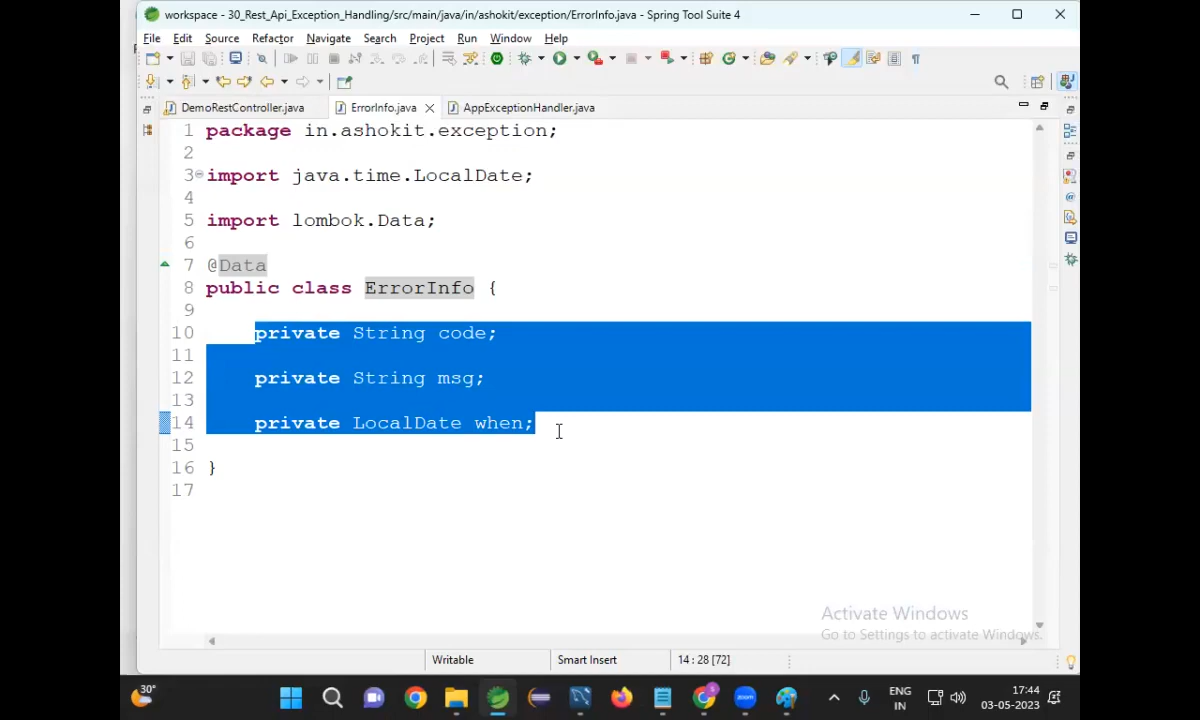 workspace - 30_Rest_Api_Exception_Handling/src/main/java/in/ashokit/exception/ErrorInfo.java - Spring Tool Suite 4
File Edit Source Refactor Navigate Search Project Run Window Help
DemoRestController.java ErrorInfo.java AppExceptionHandler.java
1 package in.ashokit.exception;
2
3 import java.time.LocalDate;
4
5 import lombok.Data;
6
7 @Data
8 public class ErrorInfo {
9
10 private String code;
11
12 private String msg;
13
14 private LocalDate when;
15
16 }
17
Activate Windows
Go to Settings to activate Windows.
Writable Smart Insert 14 : 28 [72]
30° ENG 17:44
IN 03-05-2023
zoom